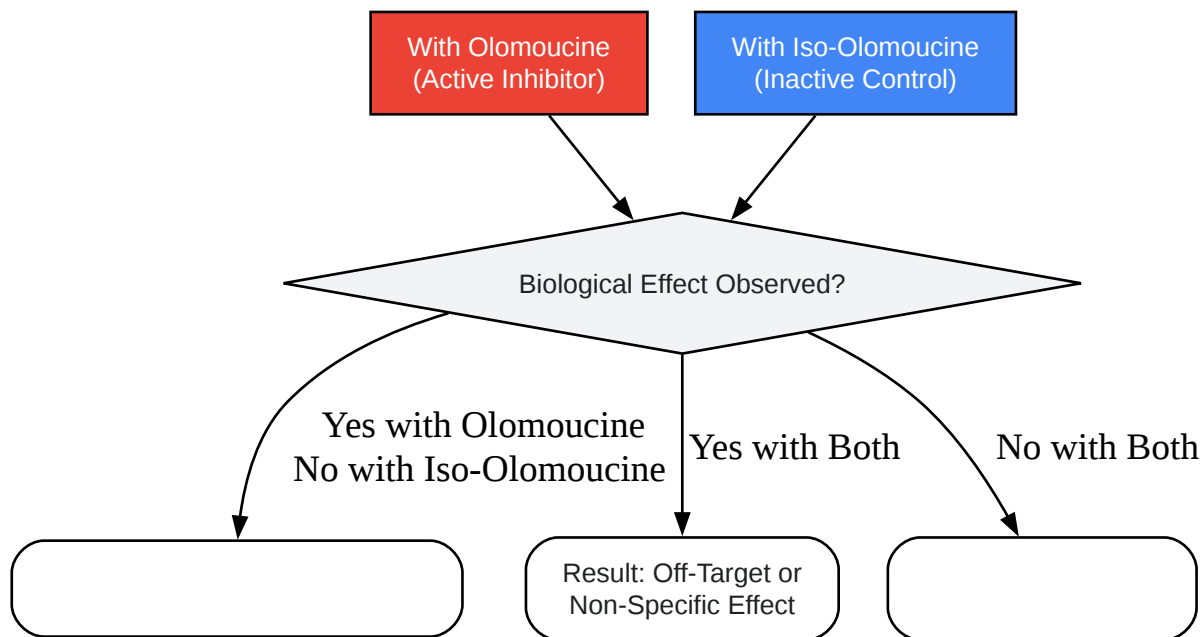 With Olomoucine
(Active Inhibitor)
With Iso-Olomoucine
(Inactive Control)
Biological Effect Observed?
Yes with Olomoucine
No with Iso-Olomoucine
Yes with Both
No with Both
Result: Off-Target or
Non-Specific Effect